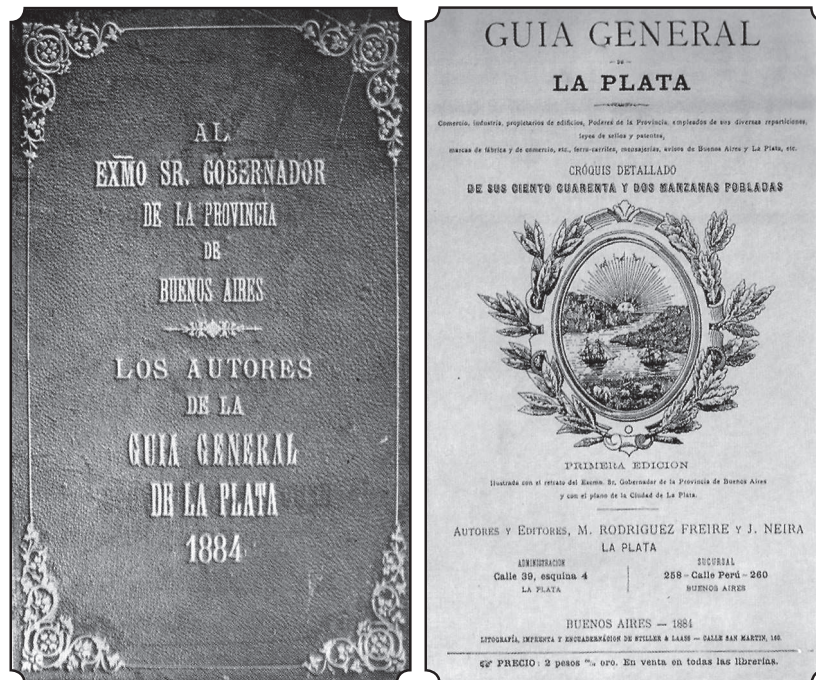 AL
EXM̅O SR. GOBERNADOR
DE LA PROVINCIA
DE
BUENOS AIRES
LOS AUTORES
DE LA
GUIA GENERAL
DE LA PLATA
1884
GUIA GENERAL
— DE —
LA PLATA
Comercio, industria, propietarios de edificios, Poderes de la Provincia, empleados de sus diversas reparticiones,
leyes de sellos y patentes,
marcas de fábrica y de comercio, etc., ferro-carriles, mensajerías, avisos de Buenos Aires y La Plata, etc.
CRÓQUIS DETALLADO
DE SUS CIENTO CUARENTA Y DOS MANZANAS POBLADAS
PRIMERA EDICION
Ilustrada con el retrato del Excmo. Sr. Gobernador de la Provincia de Buenos Aires
y con el plano de la Ciudad de La Plata.
AUTORES Y EDITORES, M. RODRIGUEZ FREIRE Y J. NEIRA
LA PLATA
ADMINISTRACION
Calle 39, esquina 4
LA PLATA
SUCURSAL
258 - Calle Perú - 260
BUENOS AIRES
BUENOS AIRES — 1884
LITOGRAFÍA, IMPRENTA Y ENCUADERNACION DE STILLER & LAASS — CALLE SAN MARTIN, 160.
☞ PRECIO: 2 pesos m/n. oro. En venta en todas las librerías.